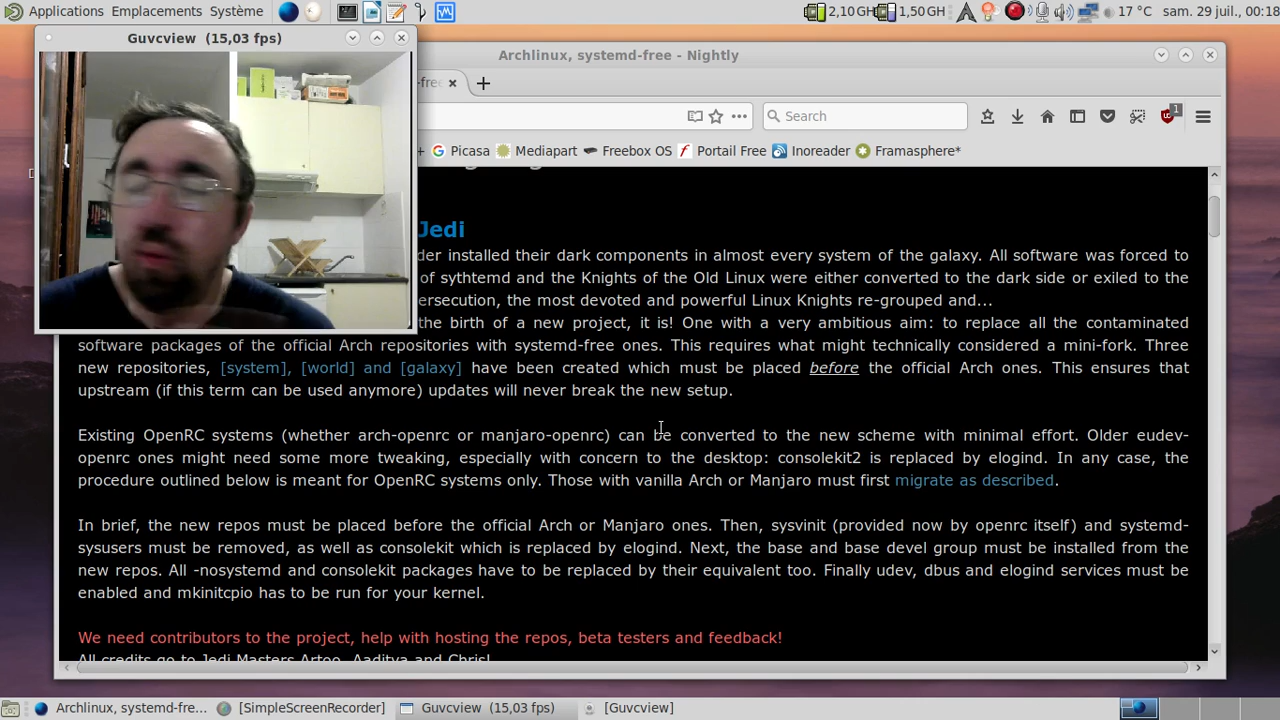 Applications Emplacements Système
2,10 GH 1,50 GH 17 °C sam. 29 juil., 00:18
Guvcview (15,03 fps)
Archlinux, systemd-free - Nightly
-free
Search
1
Picasa Mediapart Freebox OS Portail Free Inoreader Framasphere*
Jedi
der installed their dark components in almost every system of the galaxy. All software was forced to
of sythtemd and the Knights of the Old Linux were either converted to the dark side or exiled to the
ersecution, the most devoted and powerful Linux Knights re-grouped and...
the birth of a new project, it is! One with a very ambitious aim: to replace all the contaminated
software packages of the official Arch repositories with systemd-free ones. This requires what might technically considered a mini-fork. Three
new repositories, [system], [world] and [galaxy] have been created which must be placed before the official Arch ones. This ensures that
upstream (if this term can be used anymore) updates will never break the new setup.
Existing OpenRC systems (whether arch-openrc or manjaro-openrc) can be converted to the new scheme with minimal effort. Older eudev-
openrc ones might need some more tweaking, especially with concern to the desktop: consolekit2 is replaced by elogind. In any case, the
procedure outlined below is meant for OpenRC systems only. Those with vanilla Arch or Manjaro must first migrate as described.
In brief, the new repos must be placed before the official Arch or Manjaro ones. Then, sysvinit (provided now by openrc itself) and systemd-
sysusers must be removed, as well as consolekit which is replaced by elogind. Next, the base and base devel group must be installed from the
new repos. All -nosystemd and consolekit packages have to be replaced by their equivalent too. Finally udev, dbus and elogind services must be
enabled and mkinitcpio has to be run for your kernel.
We need contributors to the project, help with hosting the repos, beta testers and feedback!
All credits go to Jedi Masters Artoo, Aaditya and Chris!
Archlinux, systemd-fre... [SimpleScreenRecorder] Guvcview (15,03 fps) [Guvcview]